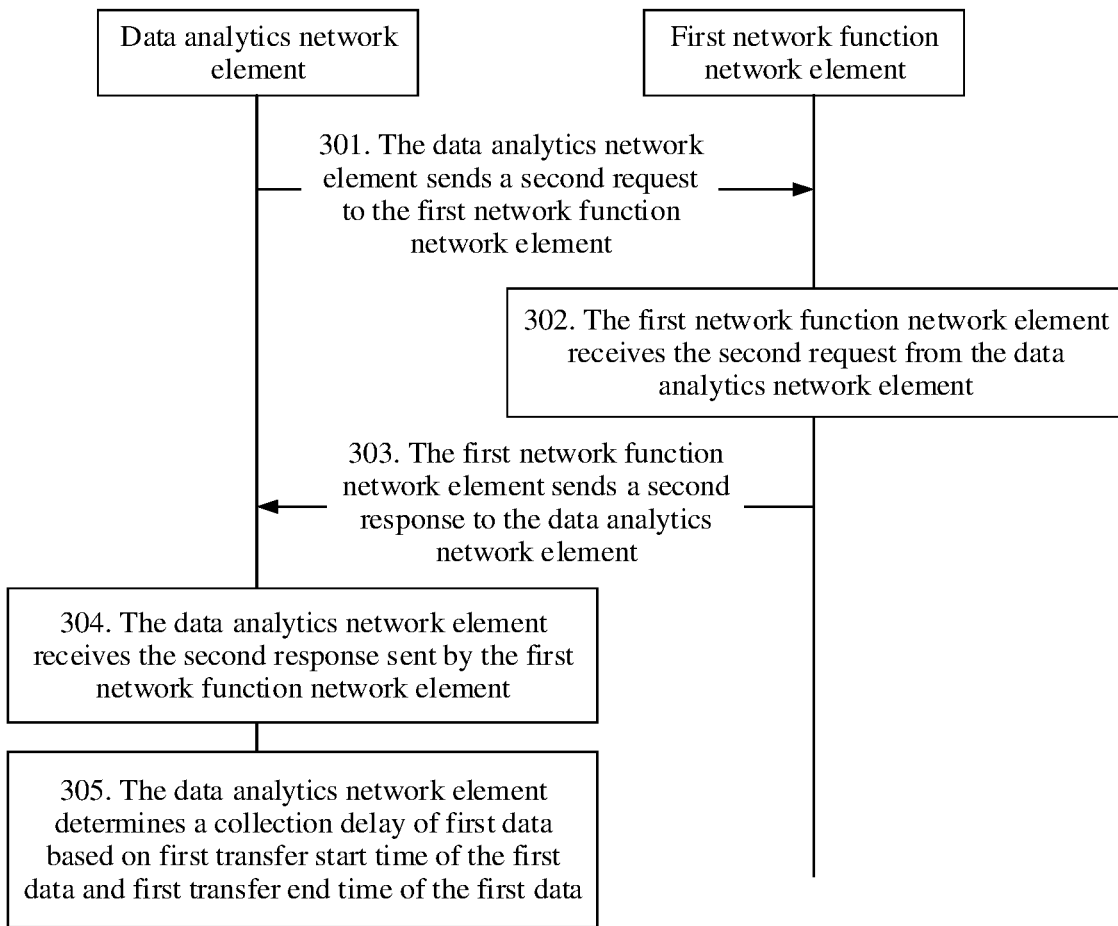 Data analytics network
element
First network function
network element
301. The data analytics network
element sends a second request
to the first network function
network element
302. The first network function network element
receives the second request from the data
analytics network element
303. The first network function
network element sends a second
response to the data analytics
network element
304. The data analytics network element
receives the second response sent by the first
network function network element
305. The data analytics network element
determines a collection delay of first data
based on first transfer start time of the first
data and first transfer end time of the first data